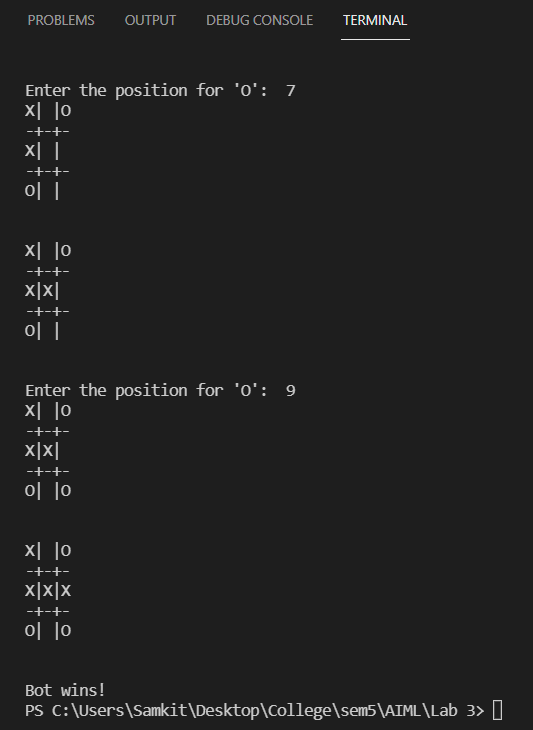 PROBLEMS OUTPUT DEBUG CONSOLE TERMINAL
Enter the position for 'O':  7
X| |O
-+-+-
X| |
-+-+-
O| |
X| |O
-+-+-
X|X|
-+-+-
O| |
Enter the position for 'O':  9
X| |O
-+-+-
X|X|
-+-+-
O| |O
X| |O
-+-+-
X|X|X
-+-+-
O| |O
Bot wins!
PS C:\Users\Samkit\Desktop\College\sem5\AIML\Lab 3>